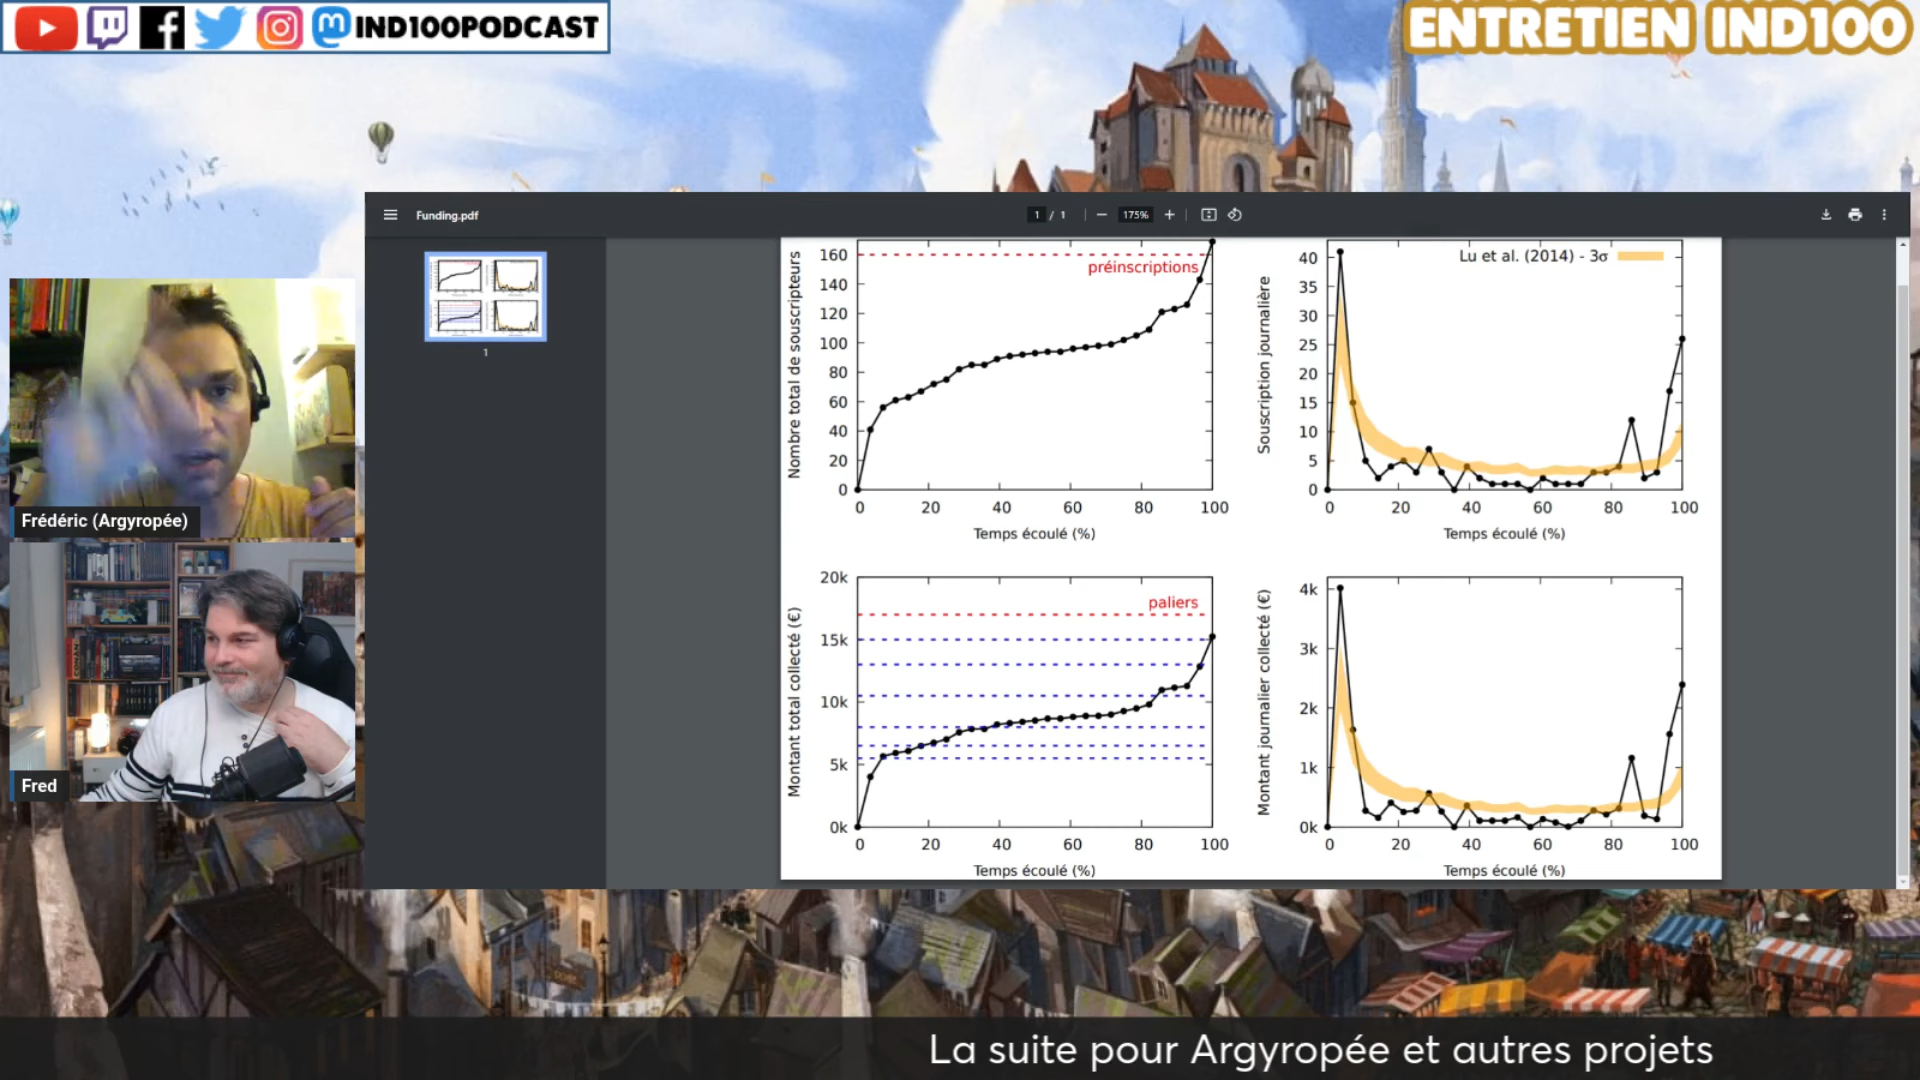 IND100PODCAST
ENTRETIEN IND100
Funding.pdf
1 / 1
175%
1
Frédéric (Argyropée)
Fred
Nombre total de souscripteurs
160
140
120
100
80
60
40
20
0
préinscriptions
0 20 40 60 80 100
Temps écoulé (%)
Souscription journalière
40
35
30
25
20
15
10
5
0
Lu et al. (2014) - 3σ
0 20 40 60 80 100
Temps écoulé (%)
Montant total collecté (€)
20k
15k
10k
5k
0k
paliers
0 20 40 60 80 100
Temps écoulé (%)
Montant journalier collecté (€)
4k
3k
2k
1k
0k
0 20 40 60 80 100
Temps écoulé (%)
La suite pour Argyropée et autres projets